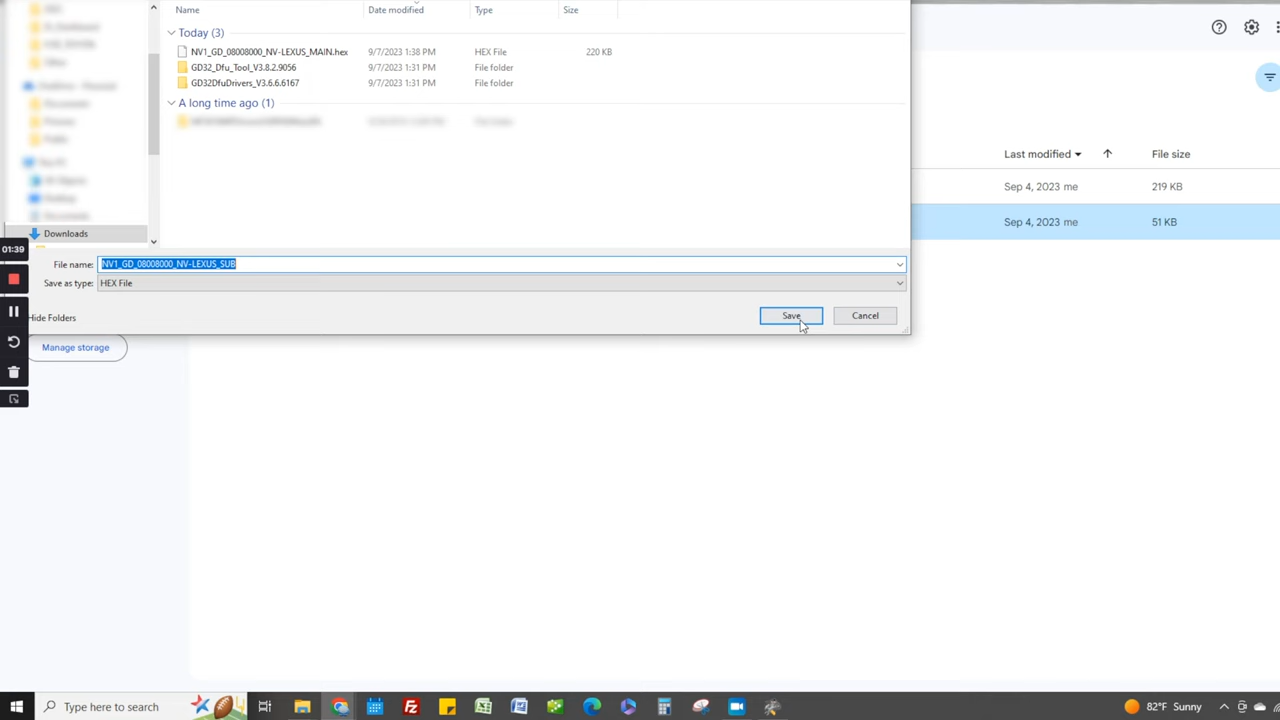 Name Date modified Type Size
Today (3)
NV1_GD_08008000_NV-LEXUS_MAIN.hex 9/7/2023 1:38 PM HEX File 220 KB
GD32_Dfu_Tool_V3.8.2.9056 9/7/2023 1:31 PM File folder
GD32DfuDrivers_V3.6.6.6167 9/7/2023 1:31 PM File folder
A long time ago (1)
Last modified File size
Sep 4, 2023 me 219 KB
Sep 4, 2023 me 51 KB
Downloads
01:39
File name: NV1_GD_08008000_NV-LEXUS_SUB
Save as type: HEX File
Hide Folders Save Cancel
Manage storage
Type here to search
82°F Sunny